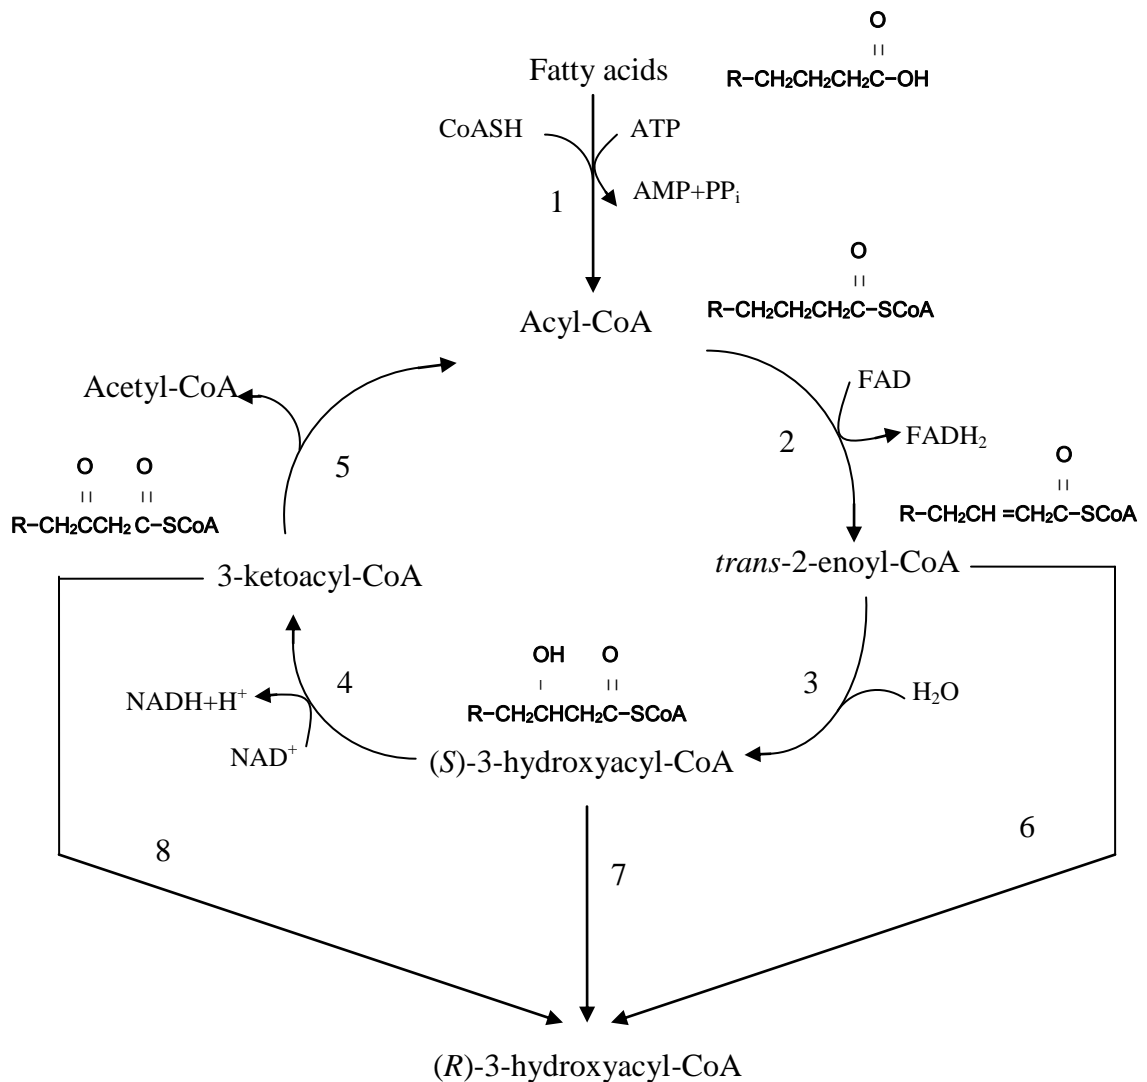 O
Fatty acids
R–CH₂CH₂CH₂C–OH
CoASH
ATP
AMP+PPi
1
O
R–CH₂CH₂CH₂C–SCoA
Acyl-CoA
Acetyl-CoA
FAD
FADH₂
2
O O
5
O
R–CH₂CCH₂ C–SCoA
R–CH₂CH =CH₂C–SCoA
3-ketoacyl-CoA
trans-2-enoyl-CoA
OH O
4
3
NADH+H⁺
H₂O
R–CH₂CHCH₂C–SCoA
NAD⁺
(S)-3-hydroxyacyl-CoA
6
8
7
(R)-3-hydroxyacyl-CoA